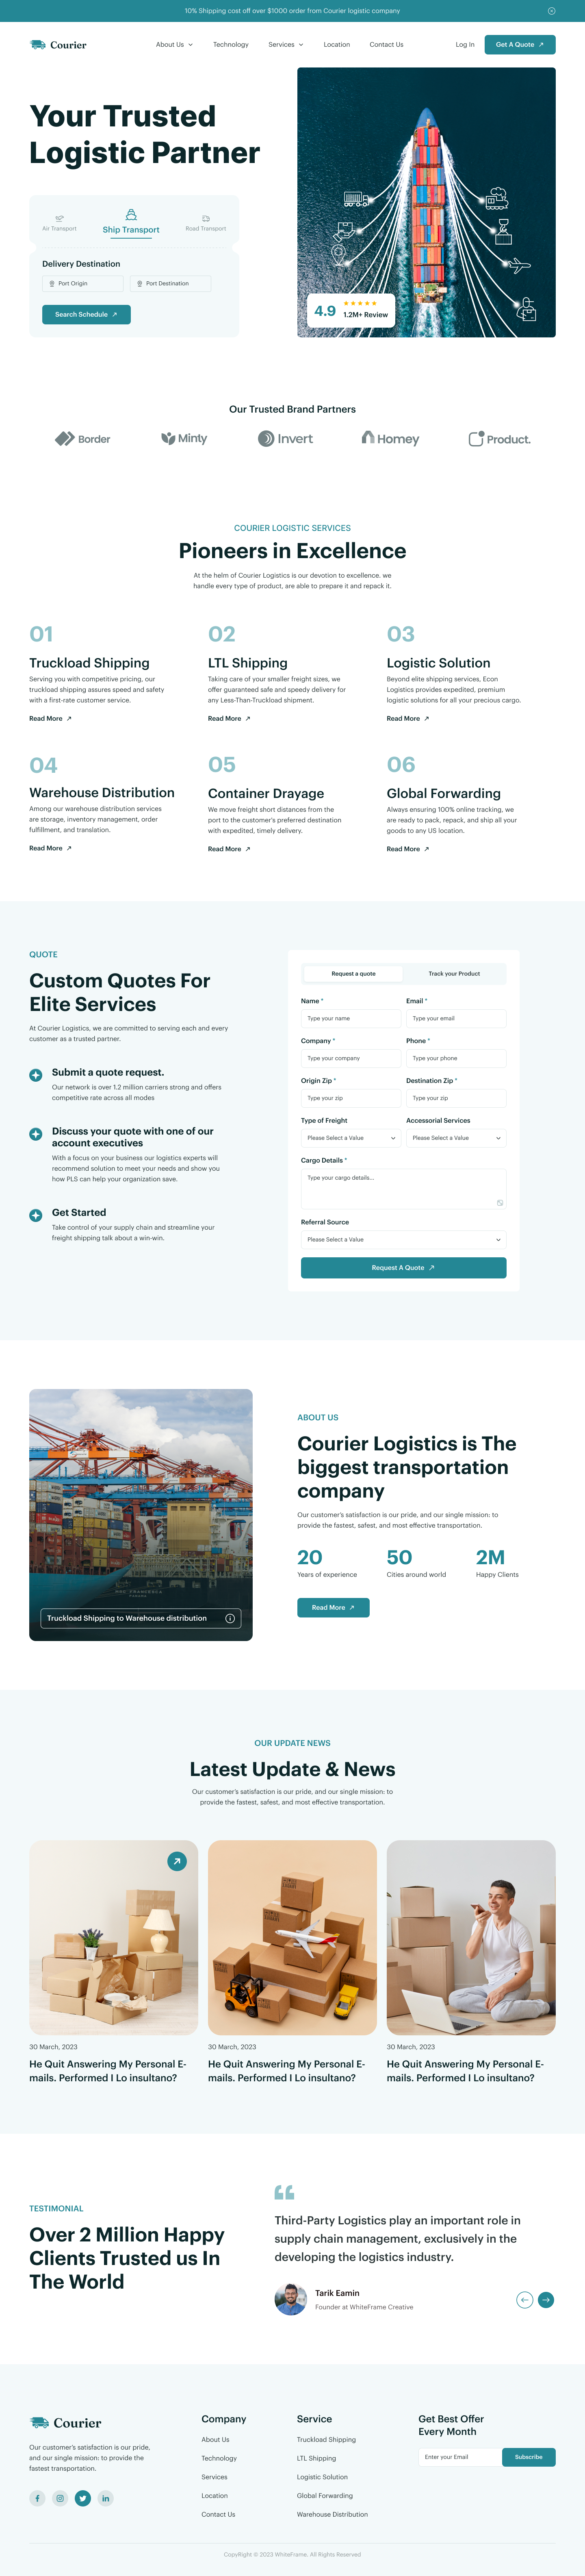 10% Shipping cost off over $1000 order from Courier logistic company
Courier
About Us
Technology
Services
Location
Contact Us
Log In
Get A Quote
Your Trusted
Logistic Partner
Air Transport
Ship Transport
Road Transport
Delivery Destination
Port Origin
Port Destination
Search Schedule
4.9
1.2M+ Review
Our Trusted Brand Partners
Border
Minty
Invert
Homey
Product.
COURIER LOGISTIC SERVICES
Pioneers in Excellence
At the helm of Courier Logistics is our devotion to excellence. we
handle every type of product, are able to prepare it and repack it.
01
Truckload Shipping
Serving you with competitive pricing, our
truckload shipping assures speed and safety
with a first-rate customer service.
Read More
02
LTL Shipping
Taking care of your smaller freight sizes, we
offer guaranteed safe and speedy delivery for
any Less-Than-Truckload shipment.
Read More
03
Logistic Solution
Beyond elite shipping services, Econ
Logistics provides expedited, premium
logistic solutions for all your precious cargo.
Read More
04
Warehouse Distribution
Among our warehouse distribution services
are storage, inventory management, order
fulfillment, and translation.
Read More
05
Container Drayage
We move freight short distances from the
port to the customer's preferred destination
with expedited, timely delivery.
Read More
06
Global Forwarding
Always ensuring 100% online tracking, we
are ready to pack, repack, and ship all your
goods to any US location.
Read More
QUOTE
Custom Quotes For
Elite Services
At Courier Logistics, we are committed to serving each and every
customer as a trusted partner.
Submit a quote request.
Our network is over 1.2 million carriers strong and offers
competitive rate across all modes
Discuss your quote with one of our
account executives
With a focus on your business our logistics experts will
recommend solution to meet your needs and show you
how PLS can help your organization save.
Get Started
Take control of your supply chain and streamline your
freight shipping talk about a win-win.
Request a quote
Track your Product
Name *
Email *
Type your name
Type your email
Company *
Phone *
Type your company
Type your phone
Origin Zip *
Destination Zip *
Type your zip
Type your zip
Type of Freight
Accessorial Services
Please Select a Value
Please Select a Value
Cargo Details *
Type your cargo details...
Referral Source
Please Select a Value
Request A Quote
Truckload Shipping to Warehouse distribution
ABOUT US
Courier Logistics is The
biggest transportation
company
Our customer's satisfaction is our pride, and our single mission: to
provide the fastest, safest, and most effective transportation.
20
Years of experience
50
Cities around world
2M
Happy Clients
Read More
OUR UPDATE NEWS
Latest Update & News
Our customer's satisfaction is our pride, and our single mission: to
provide the fastest, safest, and most effective transportation.
30 March, 2023
He Quit Answering My Personal E-
mails. Performed I Lo insultano?
30 March, 2023
He Quit Answering My Personal E-
mails. Performed I Lo insultano?
30 March, 2023
He Quit Answering My Personal E-
mails. Performed I Lo insultano?
TESTIMONIAL
Over 2 Million Happy
Clients Trusted us In
The World
Third-Party Logistics play an important role in
supply chain management, exclusively in the
developing the logistics industry.
Tarik Eamin
Founder at WhiteFrame Creative
Courier
Our customer's satisfaction is our pride,
and our single mission: to provide the
fastest transportation.
Company
About Us
Technology
Services
Location
Contact Us
Service
Truckload Shipping
LTL Shipping
Logistic Solution
Global Forwarding
Warehouse Distribution
Get Best Offer
Every Month
Enter your Email
Subscribe
CopyRight © 2023 WhiteFrame. All Rights Reserved